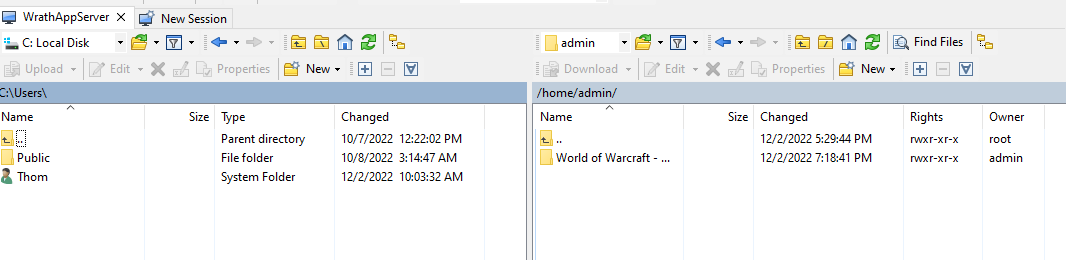 WrathAppServer X New Session
C: Local Disk admin Find Files
Upload Edit Properties New Download Edit Properties New
C:\Users\ /home/admin/
Name Size Type Changed Name Size Changed Rights Owner
.. Parent directory 10/7/2022 12:22:02 PM .. 12/2/2022 5:29:44 PM rwxr-xr-x root
Public File folder 10/8/2022 3:14:47 AM World of Warcraft - ... 12/2/2022 7:18:41 PM rwxr-xr-x admin
Thom System Folder 12/2/2022 10:03:32 AM